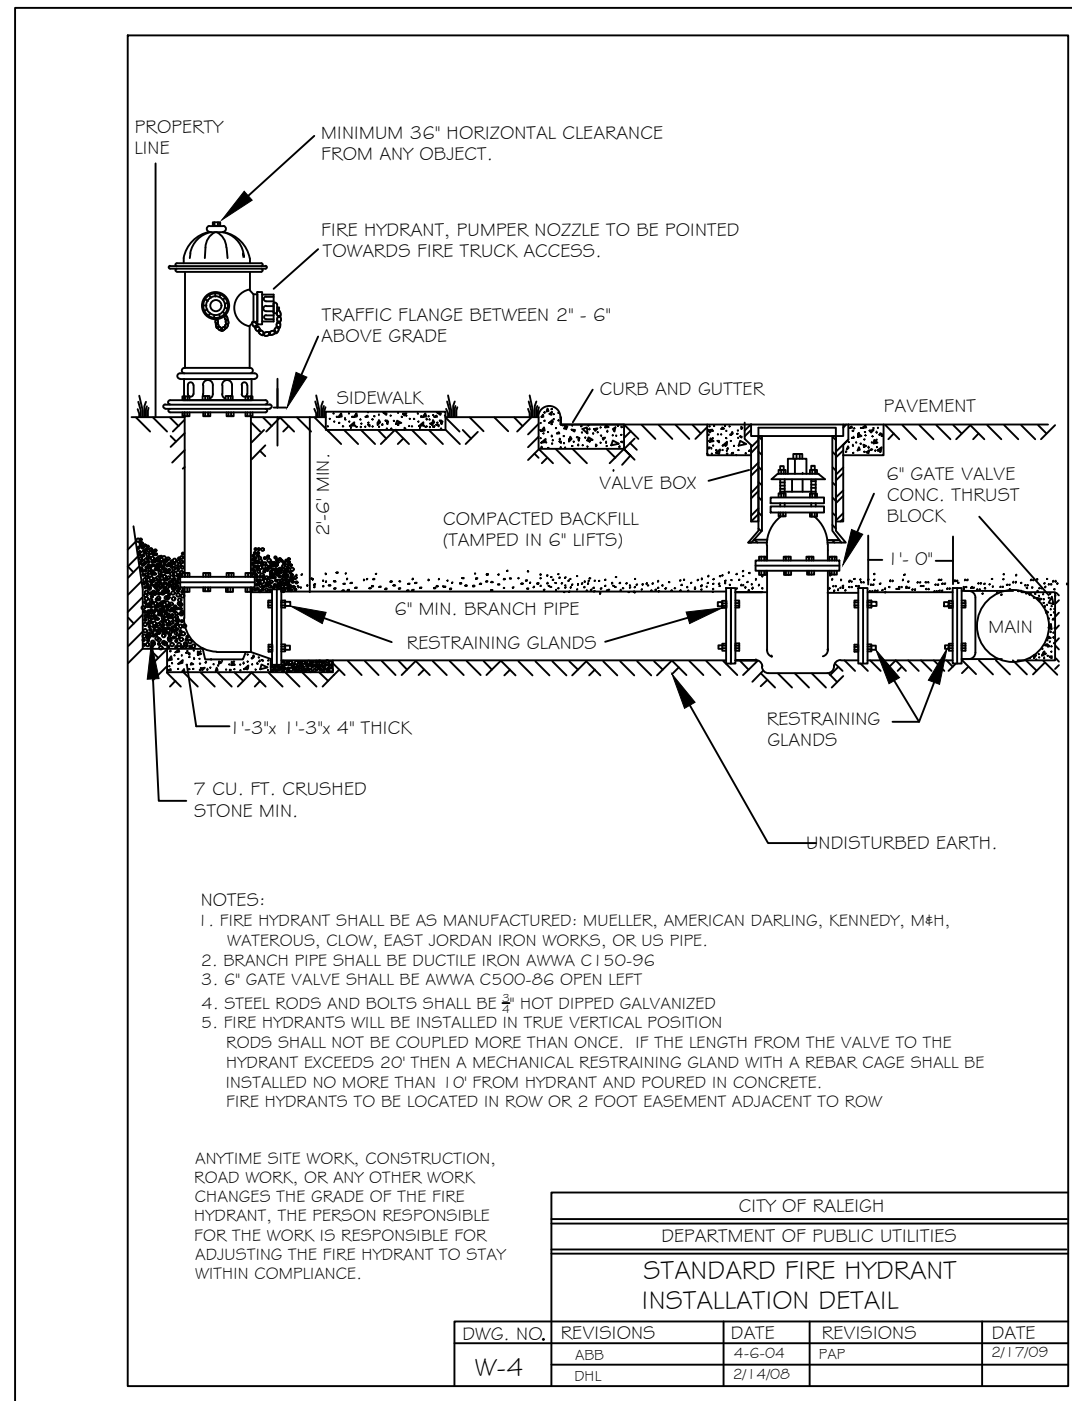 PROPERTY
LINE
MINIMUM 36" HORIZONTAL CLEARANCE
FROM ANY OBJECT.
FIRE HYDRANT, PUMPER NOZZLE TO BE POINTED
TOWARDS FIRE TRUCK ACCESS.
TRAFFIC FLANGE BETWEEN 2" - 6"
ABOVE GRADE
SIDEWALK
CURB AND GUTTER
PAVEMENT
2'-6' MIN.
VALVE BOX
6" GATE VALVE
CONC. THRUST
BLOCK
COMPACTED BACKFILL
(TAMPED IN 6" LIFTS)
1'- 0"
6" MIN. BRANCH PIPE
RESTRAINING GLANDS
MAIN
RESTRAINING
GLANDS
1'-3"x 1'-3"x 4" THICK
7 CU. FT. CRUSHED
STONE MIN.
UNDISTURBED EARTH.
NOTES:
1. FIRE HYDRANT SHALL BE AS MANUFACTURED: MUELLER, AMERICAN DARLING, KENNEDY, M&H,
WATEROUS, CLOW, EAST JORDAN IRON WORKS, OR US PIPE.
2. BRANCH PIPE SHALL BE DUCTILE IRON AWWA C150-96
3. 6" GATE VALVE SHALL BE AWWA C500-86 OPEN LEFT
4. STEEL RODS AND BOLTS SHALL BE 3/4" HOT DIPPED GALVANIZED
5. FIRE HYDRANTS WILL BE INSTALLED IN TRUE VERTICAL POSITION
RODS SHALL NOT BE COUPLED MORE THAN ONCE. IF THE LENGTH FROM THE VALVE TO THE
HYDRANT EXCEEDS 20' THEN A MECHANICAL RESTRAINING GLAND WITH A REBAR CAGE SHALL BE
INSTALLED NO MORE THAN 10' FROM HYDRANT AND POURED IN CONCRETE.
FIRE HYDRANTS TO BE LOCATED IN ROW OR 2 FOOT EASEMENT ADJACENT TO ROW
ANYTIME SITE WORK, CONSTRUCTION,
ROAD WORK, OR ANY OTHER WORK
CHANGES THE GRADE OF THE FIRE
HYDRANT, THE PERSON RESPONSIBLE
FOR THE WORK IS RESPONSIBLE FOR
ADJUSTING THE FIRE HYDRANT TO STAY
WITHIN COMPLIANCE.
CITY OF RALEIGH
DEPARTMENT OF PUBLIC UTILITIES
STANDARD FIRE HYDRANT
INSTALLATION DETAIL
DWG. NO. REVISIONS DATE REVISIONS DATE
W-4
ABB 4-6-04 PAP 2/17/09
DHL 2/14/08